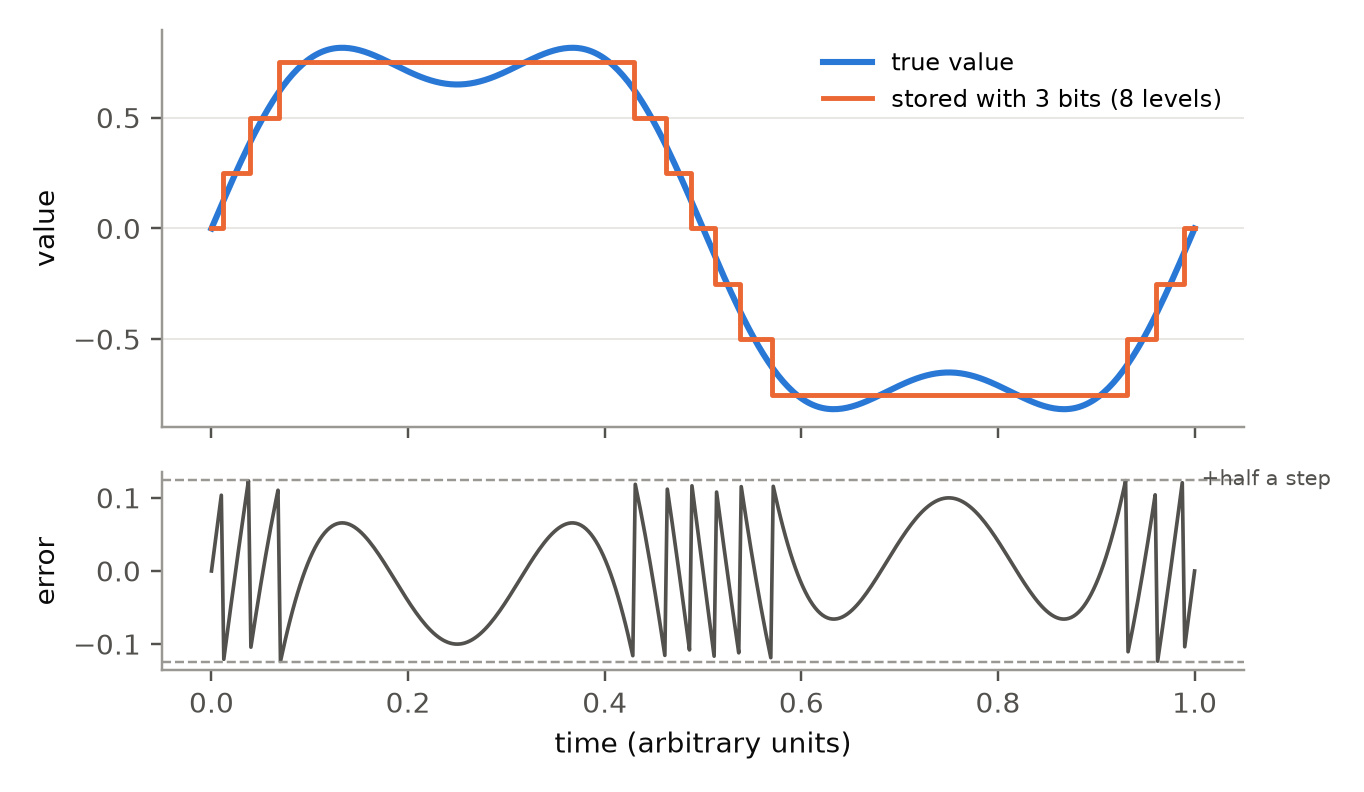 true value
stored with 3 bits (8 levels)
0.5
0.0
−0.5
value
+half a step
0.1
0.0
−0.1
error
0.0 0.2 0.4 0.6 0.8 1.0
time (arbitrary units)